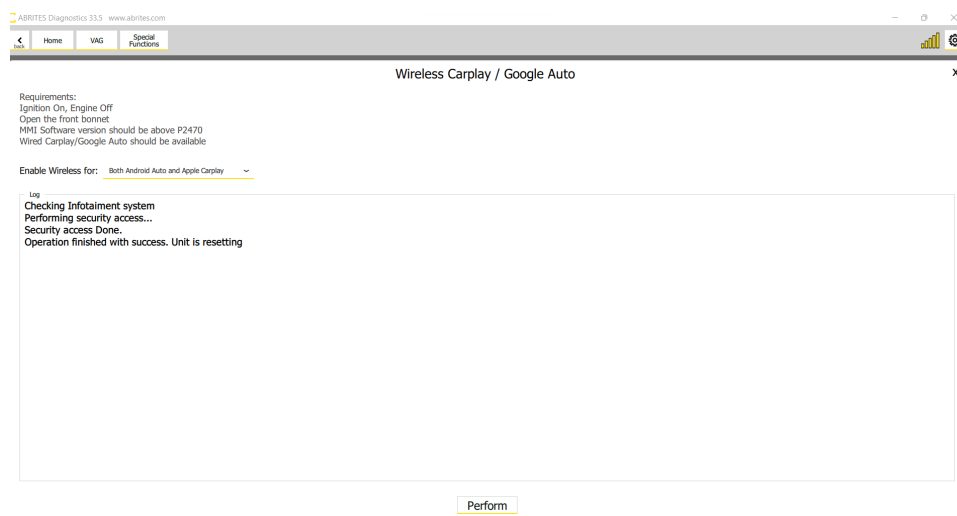 ABRITES Diagnostics 33.5 www.abrites.com
back
Home
VAG
Special
Functions
Wireless Carplay / Google Auto
X
Requirements:
Ignition On, Engine Off
Open the front bonnet
MMI Software version should be above P2470
Wired Carplay/Google Auto should be available
Enable Wireless for: Both Android Auto and Apple Carplay
Log
Checking Infotaiment system
Performing security access...
Security access Done.
Operation finished with success. Unit is resetting
Perform